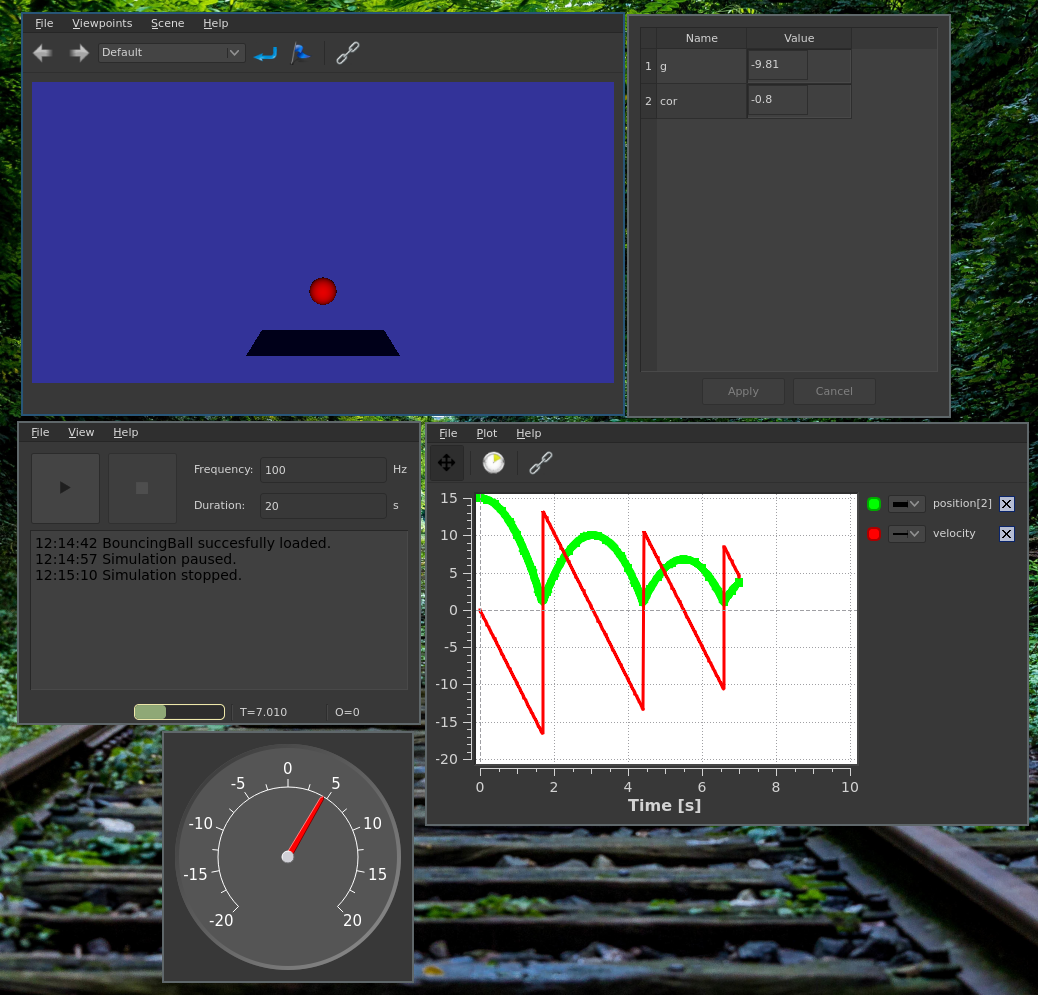 File Viewpoints Scene Help
Default
Name Value
1 g -9.81
2 cor -0.8
Apply Cancel
File View Help
Frequency: 100 Hz
Duration: 20 s
12:14:42 BouncingBall succesfully loaded.
12:14:57 Simulation paused.
12:15:10 Simulation stopped.
T=7.010 O=0
File Plot Help
15
10
5
0
-5
-10
-15
-20
0 2 4 6 8 10
Time [s]
position[2]
velocity
0
-5 5
-10 10
-15 15
-20 20